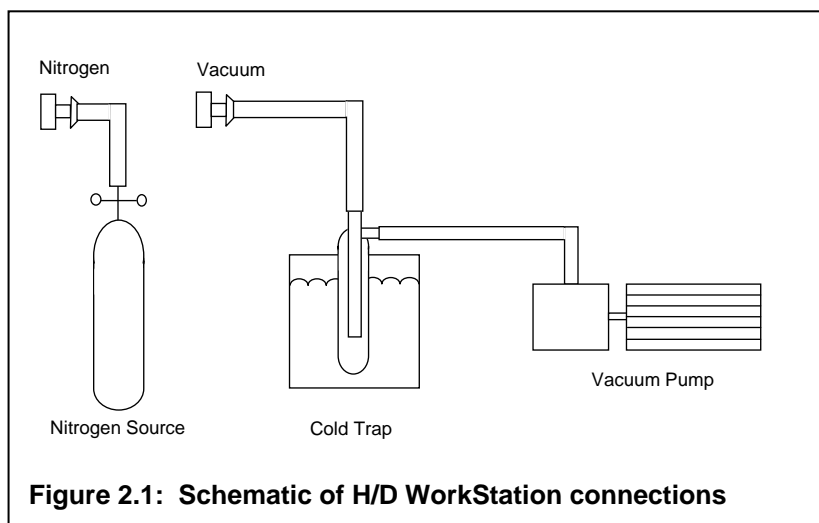 Nitrogen
Vacuum
Nitrogen Source
Cold Trap
Vacuum Pump
Figure 2.1: Schematic of H/D WorkStation connections